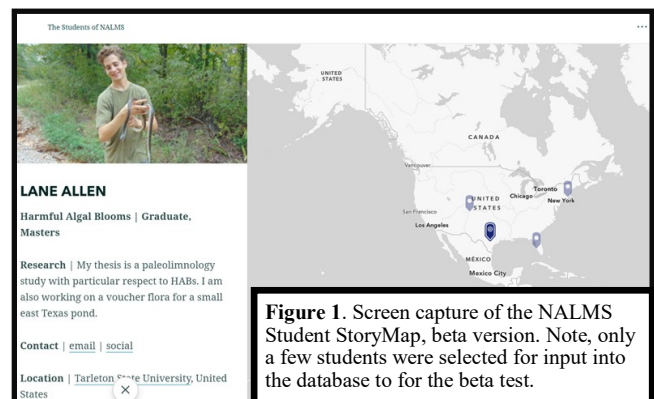 The Students of NALMS
LANE ALLEN
Harmful Algal Blooms | Graduate,
Masters
Research | My thesis is a paleolimnology
study with particular respect to HABs. I am
also working on a voucher flora for a small
east Texas pond.
Contact | email | social
Location | Tarleton State University, United
States
UNITED
STATES
CANADA
Vancouver
Toronto
Chicago
UNITED
STATES
New York
San Francisco
Los Angeles
MÉXICO
Mexico City
Figure 1. Screen capture of the NALMS
Student StoryMap, beta version. Note, only
a few students were selected for input into
the database to for the beta test.